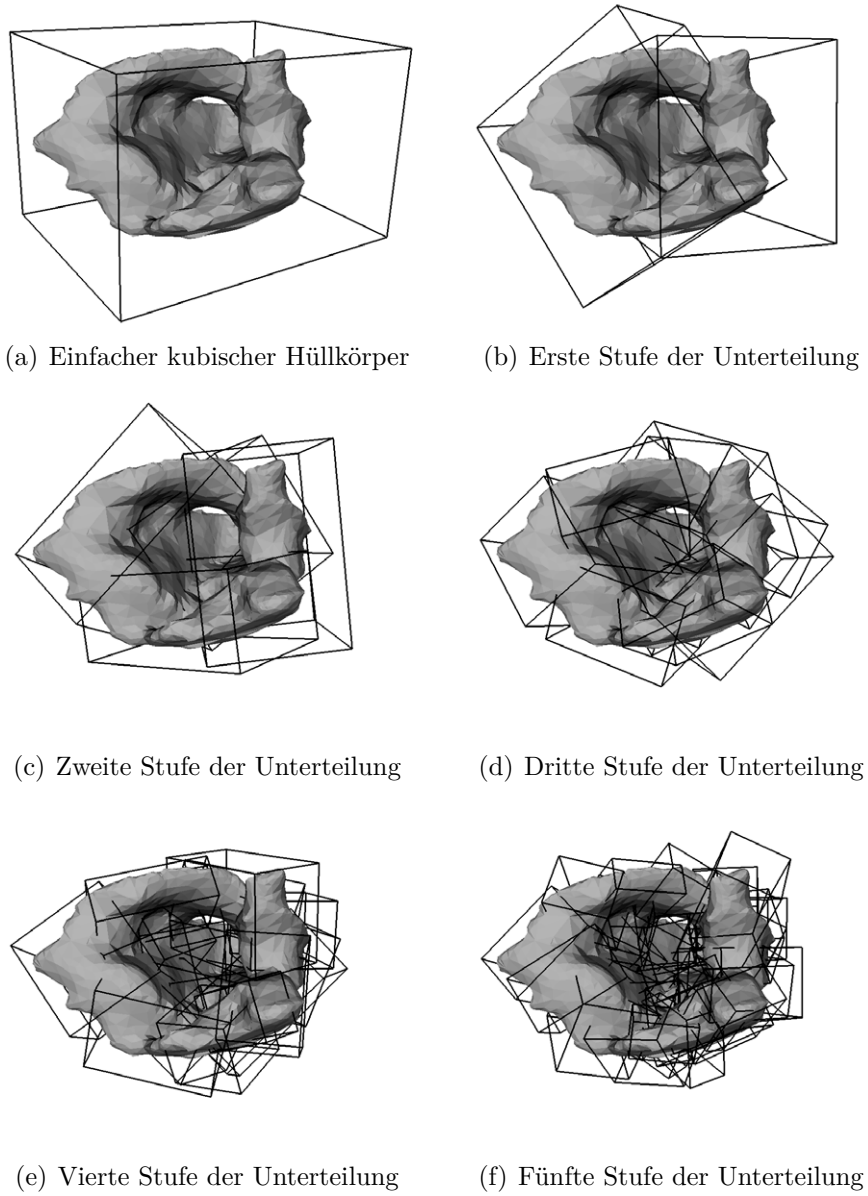 (a) Einfacher kubischer Hüllkörper
(b) Erste Stufe der Unterteilung
(c) Zweite Stufe der Unterteilung
(d) Dritte Stufe der Unterteilung
(e) Vierte Stufe der Unterteilung
(f) Fünfte Stufe der Unterteilung